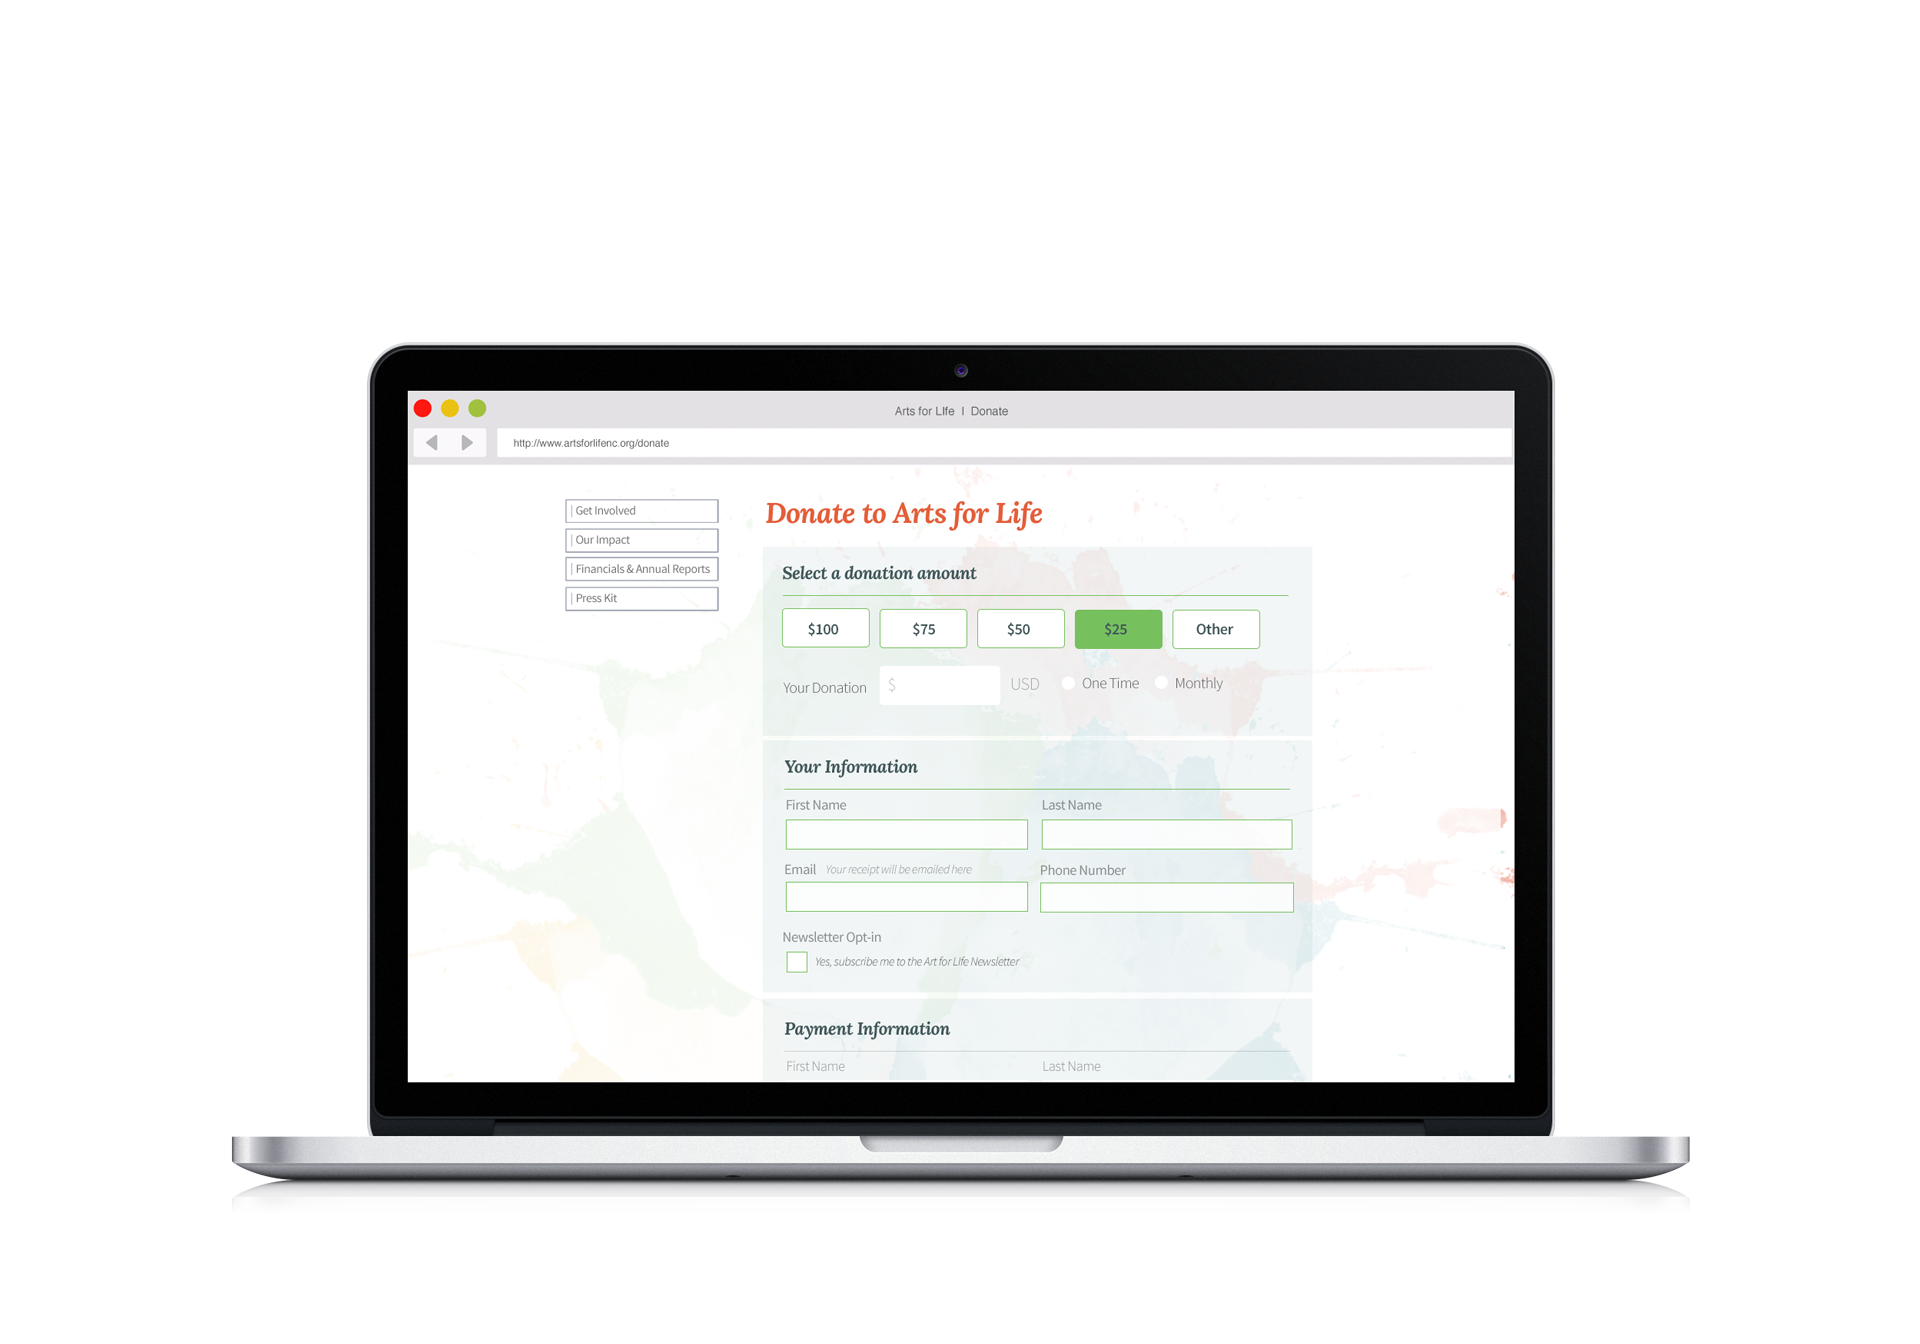 Arts for LIfe | Donate
http://www.artsforlifenc.org/donate
Get Involved
Our Impact
Financials & Annual Reports
Press Kit
Donate to Arts for Life
Select a donation amount
$100 $75 $50 $25 Other
Your Donation $ USD One Time Monthly
Your Information
First Name Last Name
Email Your receipt will be emailed here Phone Number
Newsletter Opt-in
Yes, subscribe me to the Art for LIfe Newsletter
Payment Information
First Name Last Name